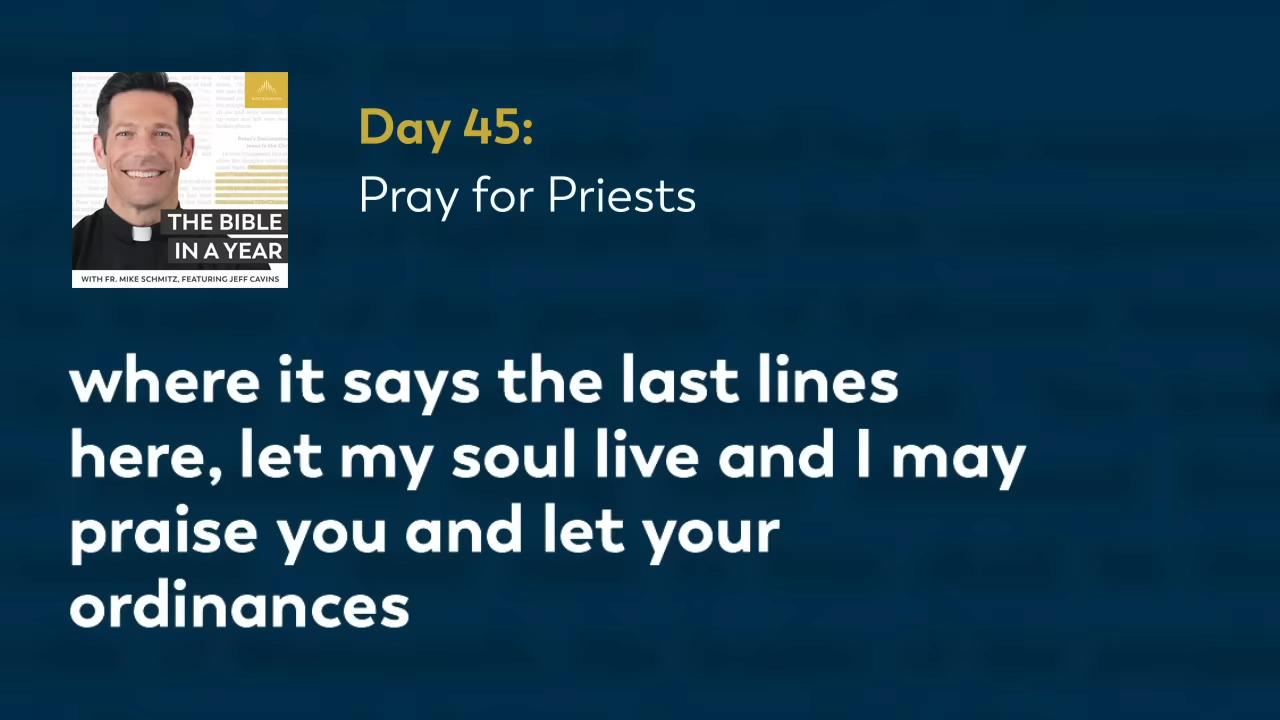 Day 45:
Pray for Priests
THE BIBLE
IN A YEAR
WITH FR. MIKE SCHMITZ, FEATURING JEFF CAVINS
where it says the last lines
here, let my soul live and I may
praise you and let your
ordinances